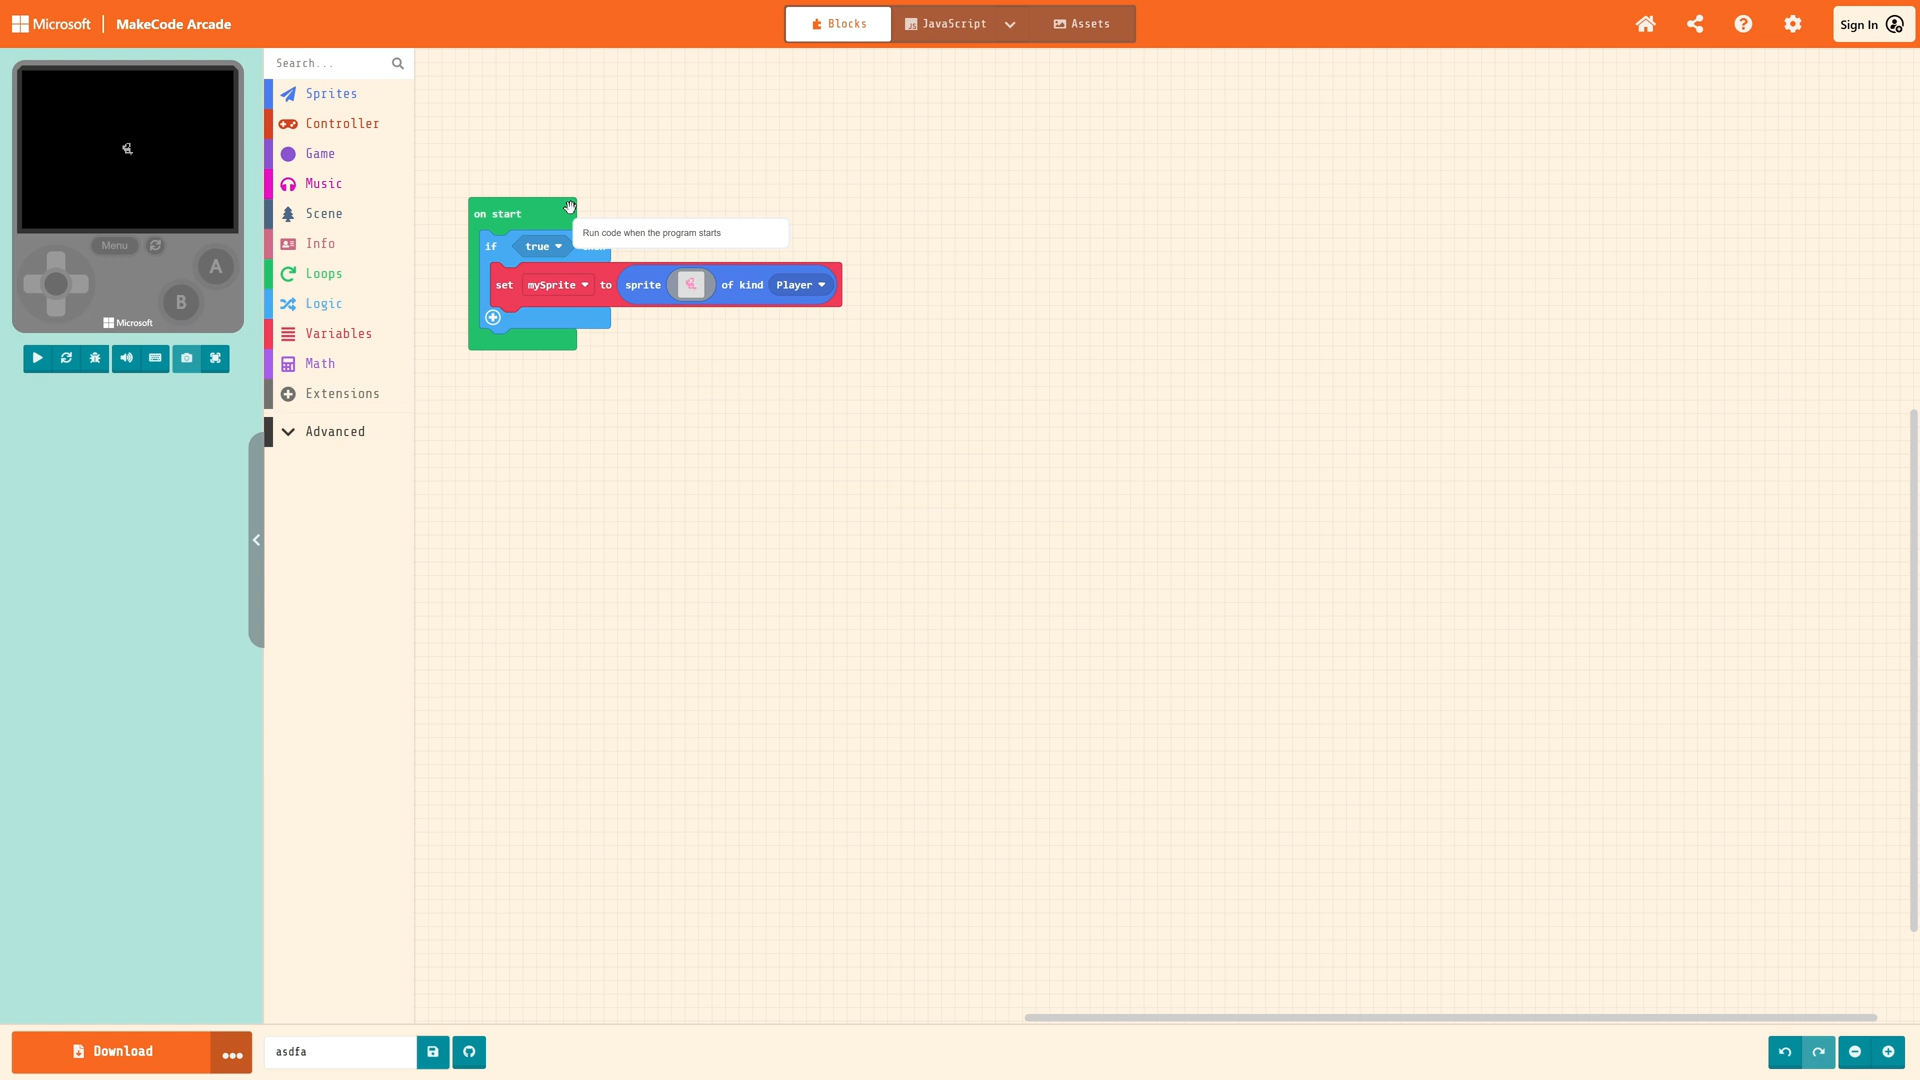 Microsoft | MakeCode Arcade
Blocks
JavaScript
Assets
Sign In
Search...
Sprites
Controller
Game
Music
Scene
Info
Loops
Logic
Variables
Math
Extensions
Advanced
Menu
A
B
Microsoft
on start
Run code when the program starts
if true
set mySprite to sprite of kind Player
Download
asdfa